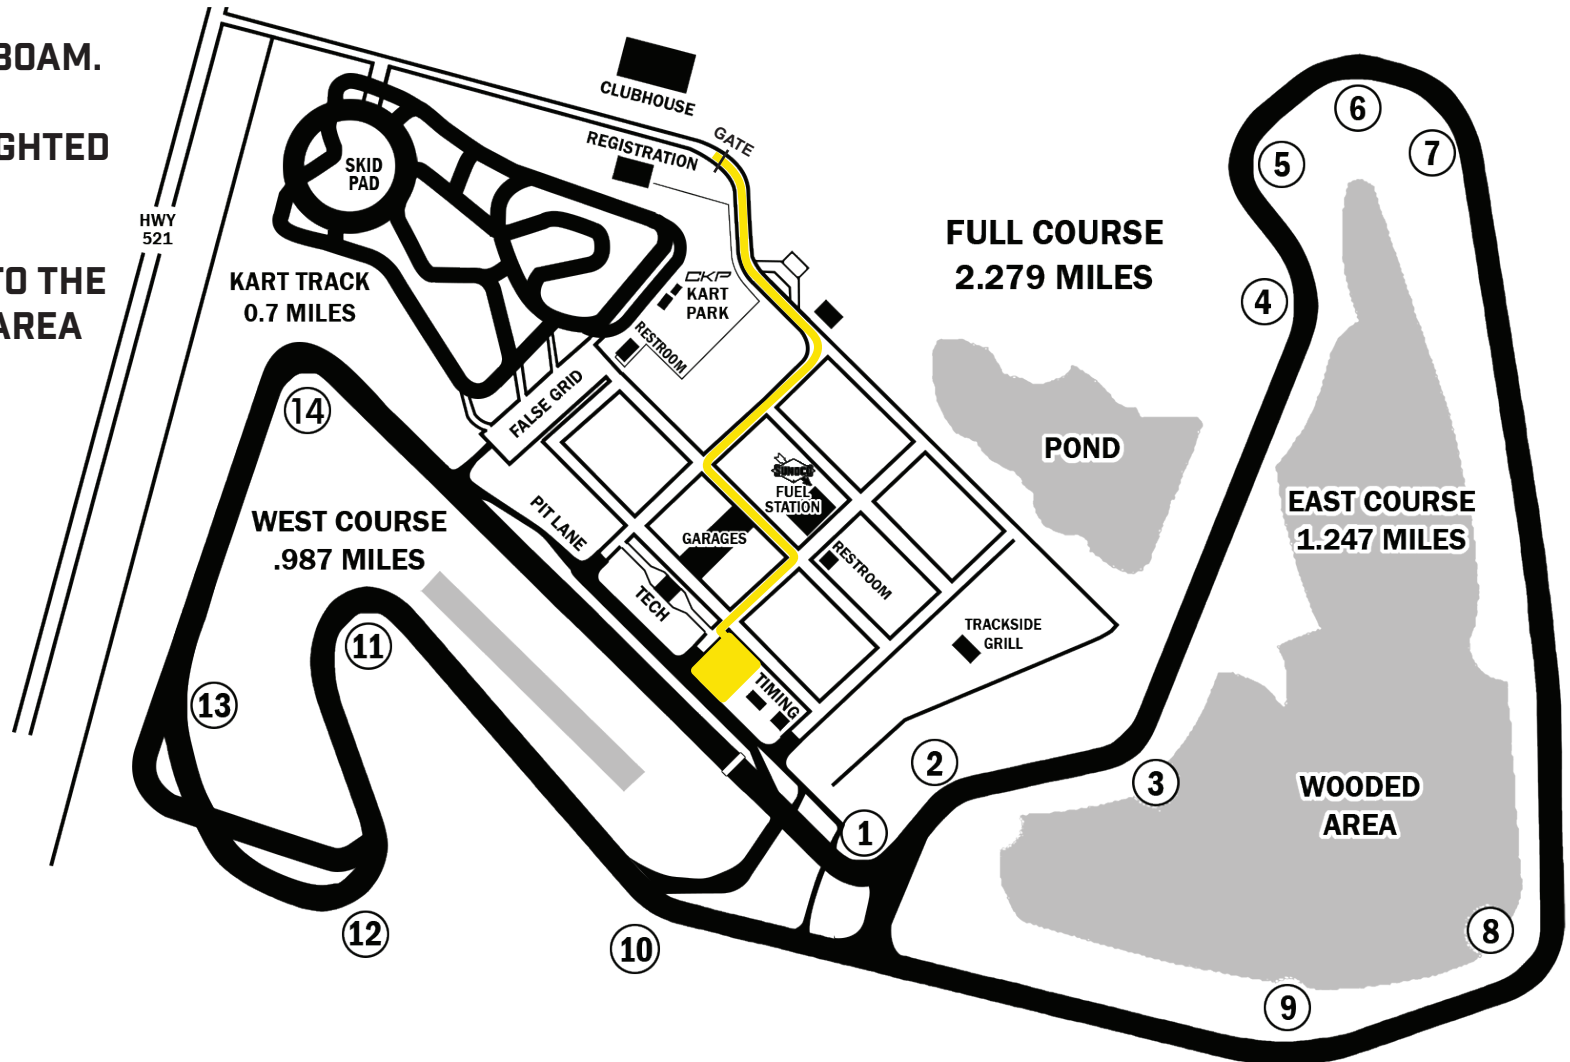 BOAM.
GHTED
TO THE
AREA
HWY
521
CLUBHOUSE
REGISTRATION
GATE
SKID
PAD
KART TRACK
0.7 MILES
CKP
KART
PARK
RESTROOM
FALSE GRID
PIT LANE
TECH
GARAGES
SUNOCO
FUEL
STATION
RESTROOM
TIMING
TRACKSIDE
GRILL
FULL COURSE
2.279 MILES
POND
EAST COURSE
1.247 MILES
WOODED
AREA
WEST COURSE
.987 MILES
1
2
3
4
5
6
7
8
9
10
11
12
13
14